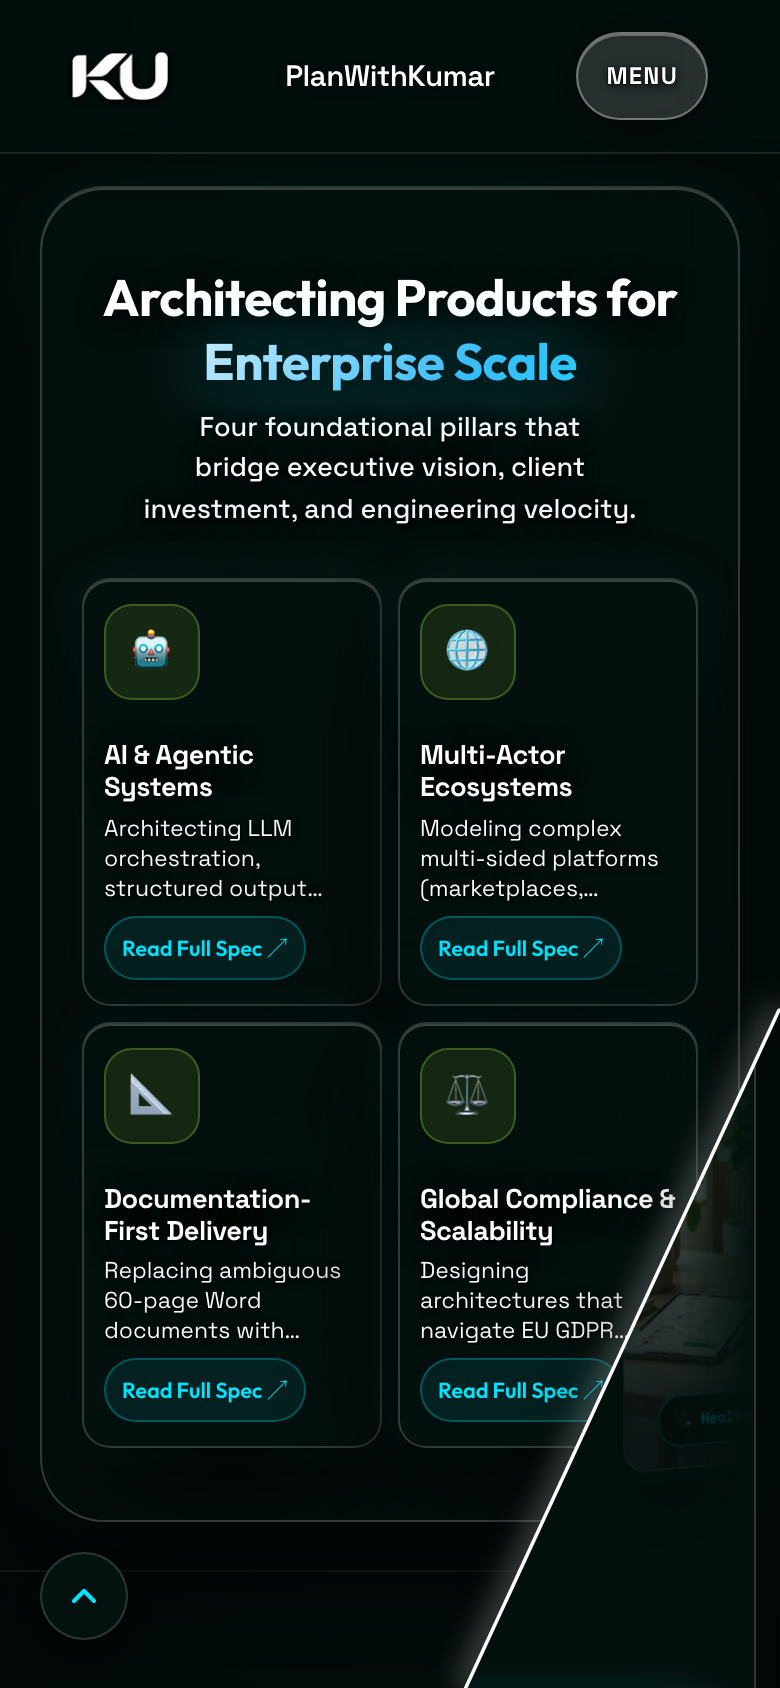 KU
PlanWithKumar
MENU
Architecting Products for
Enterprise Scale
Four foundational pillars that
bridge executive vision, client
investment, and engineering velocity.
AI & Agentic
Systems
Architecting LLM
orchestration,
structured output...
Read Full Spec ↗
Multi-Actor
Ecosystems
Modeling complex
multi-sided platforms
(marketplaces,...
Read Full Spec ↗
Documentation-
First Delivery
Replacing ambiguous
60-page Word
documents with...
Read Full Spec ↗
Global Compliance &
Scalability
Designing
architectures that
navigate EU GDPR...
Read Full Spec ↗